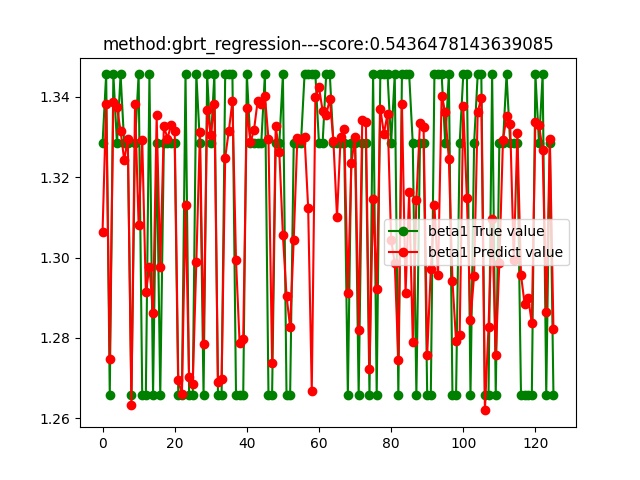 method:gbrt_regression---score:0.5436478143639085
1.34
1.32
1.30
1.28
1.26
beta1 True value
beta1 Predict value
0 20 40 60 80 100 120